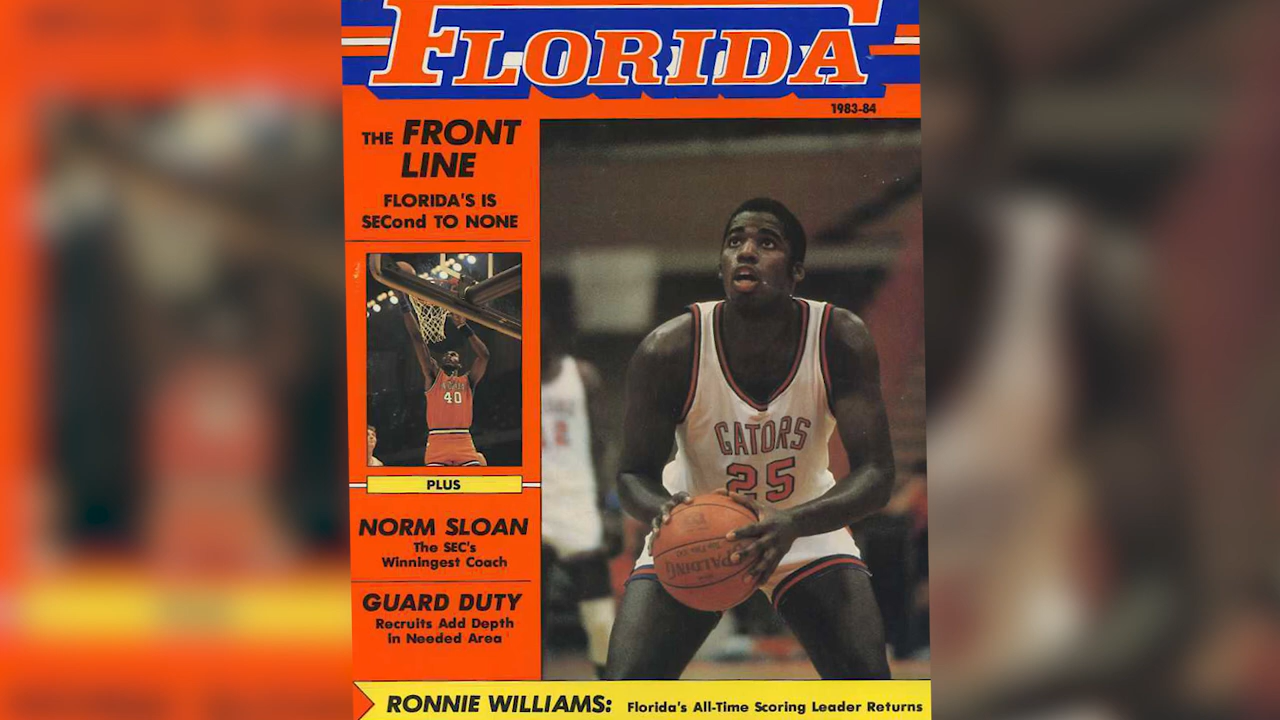 FLORIDA
1983-84
THE FRONT
LINE
FLORIDA'S IS
SECond TO NONE
40
PLUS
NORM SLOAN
The SEC's
Winningest Coach
GUARD DUTY
Recruits Add Depth
in Needed Area
GATORS
25
SPALDING
RONNIE WILLIAMS: Florida's All-Time Scoring Leader Returns